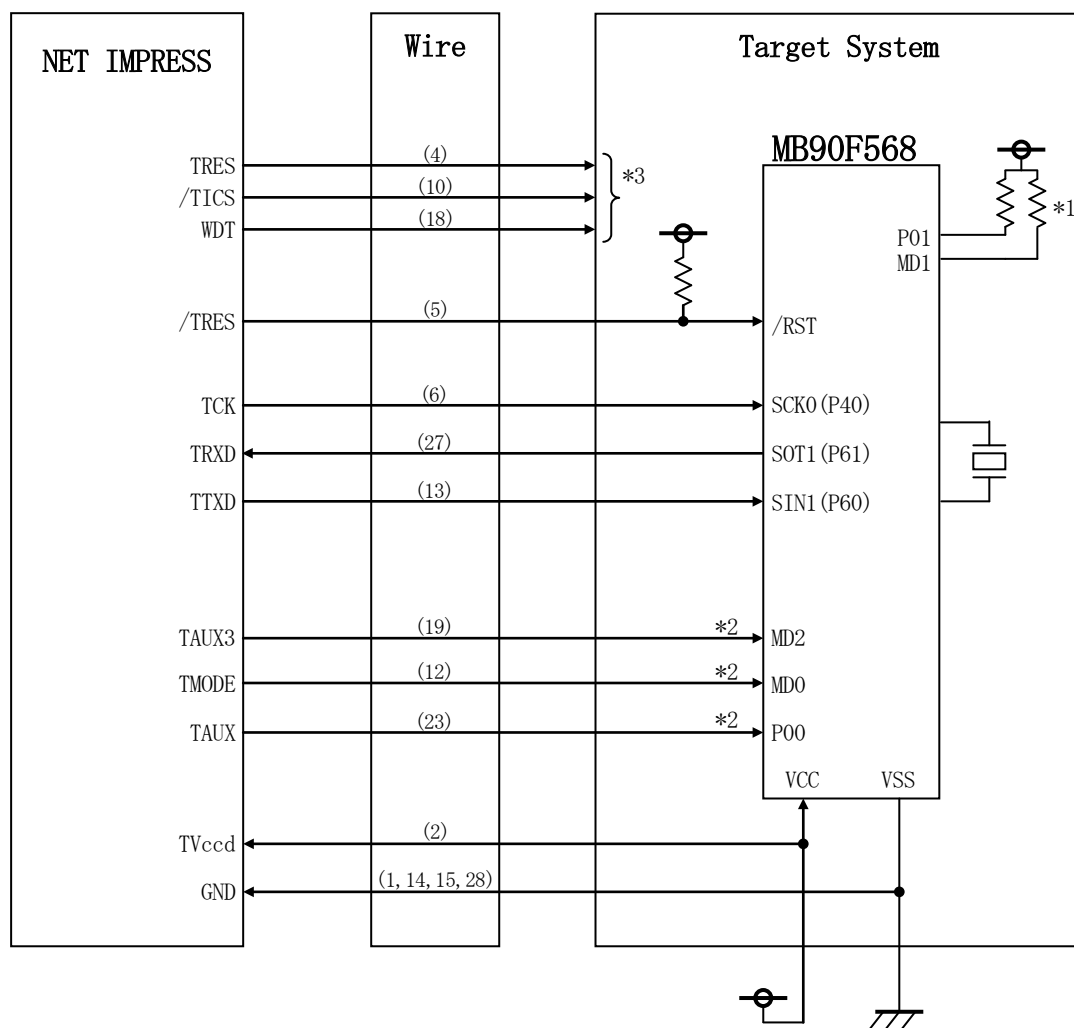 NET IMPRESS
Wire
Target System
MB90F568
TRES
(4)
*3
/TICS
(10)
WDT
(18)
*1
P01
MD1
/TRES
(5)
/RST
TCK
(6)
SCK0(P40)
TRXD
(27)
SOT1(P61)
TTXD
(13)
SIN1(P60)
TAUX3
(19)
*2
MD2
TMODE
(12)
*2
MD0
TAUX
(23)
*2
P00
VCC
VSS
TVccd
(2)
GND
(1,14,15,28)